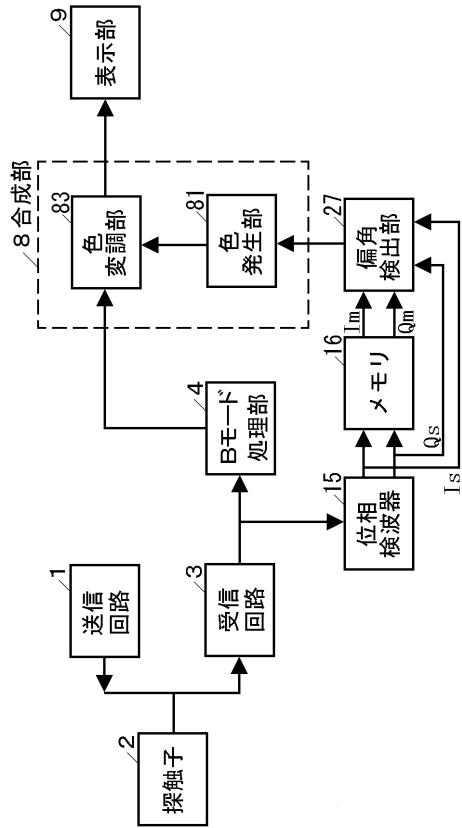 1
送信
回路
2
探触子
3
受信
回路
4
Bモード
処理部
8 合成部
83
色
変調部
81
色
発生部
9
表示部
15
位相
検波器
16
メモリ
27
偏角
検出部
Im
Qm
Qs
Is